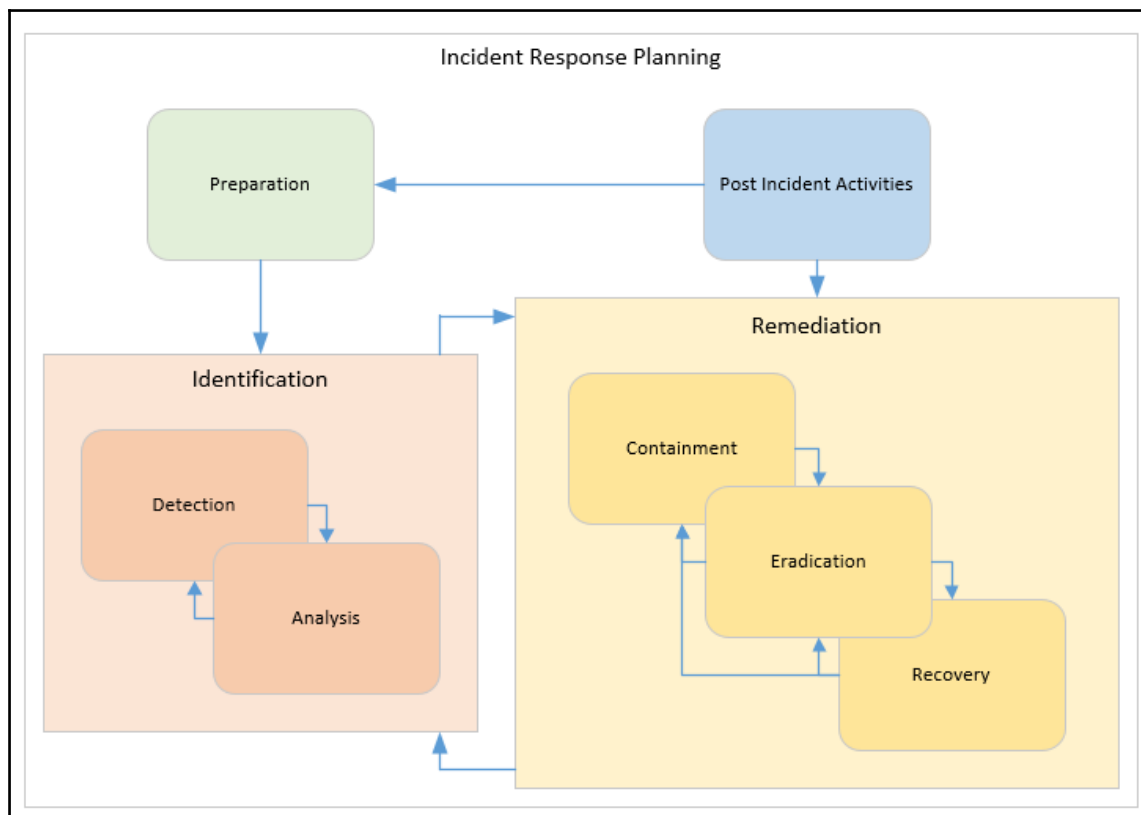 Incident Response Planning
Preparation
Post Incident Activities
Identification
Detection
Analysis
Remediation
Containment
Eradication
Recovery